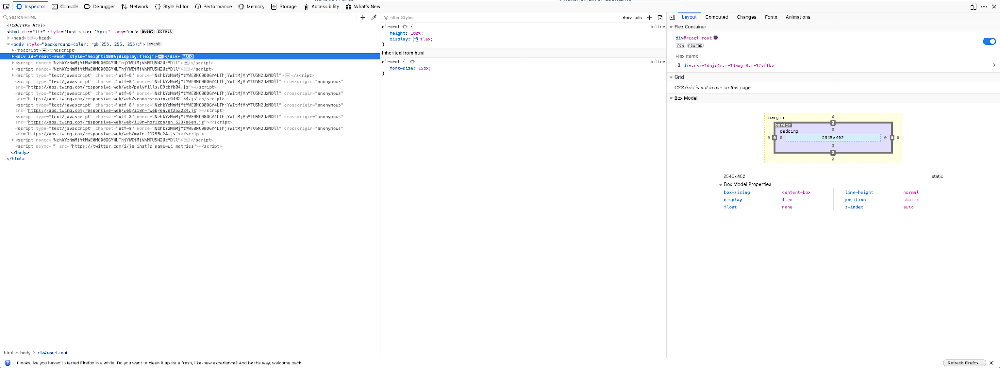 Inspector Console Debugger Network {} Style Editor Performance Memory Storage Accessibility What's New
Search HTML
<!DOCTYPE html>
<html dir="ltr" style="font-size: 15px;" lang="en"> event scroll
<head> ··· </head>
<body style="background-color: rgb(255, 255, 255);"> event
<noscript> ··· </noscript>
<div id="react-root" style="height:100%;display:flex;"> ··· </div> flex
<script nonce="NzhkYzNmMjYtMWE0MC00OGY4LThjYWItMjVhMTU5N2UzMDll"> ··· </script>
<script nonce="NzhkYzNmMjYtMWE0MC00OGY4LThjYWItMjVhMTU5N2UzMDll"> ··· </script>
<script type="text/javascript" charset="utf-8" nonce="NzhkYzNmMjYtMWE0MC00OGY4LThjYWItMjVhMTU5N2UzMDll"> ··· </script>
<script type="text/javascript" charset="utf-8" nonce="NzhkYzNmMjYtMWE0MC00OGY4LThjYWItMjVhMTU5N2UzMDll" crossorigin="anonymous"
src="https://abs.twimg.com/responsive-web/web/polyfills.89cbfb04.js"></script>
<script type="text/javascript" charset="utf-8" nonce="NzhkYzNmMjYtMWE0MC00OGY4LThjYWItMjVhMTU5N2UzMDll" crossorigin="anonymous"
src="https://abs.twimg.com/responsive-web/web/vendors~main.e0482f54.js"></script>
<script type="text/javascript" charset="utf-8" nonce="NzhkYzNmMjYtMWE0MC00OGY4LThjYWItMjVhMTU5N2UzMDll" crossorigin="anonymous"
src="https://abs.twimg.com/responsive-web/web/i18n-rweb/en.ef252224.js"></script>
<script type="text/javascript" charset="utf-8" nonce="NzhkYzNmMjYtMWE0MC00OGY4LThjYWItMjVhMTU5N2UzMDll" crossorigin="anonymous"
src="https://abs.twimg.com/responsive-web/web/i18n-horizon/en.6337a6e4.js"></script>
<script type="text/javascript" charset="utf-8" nonce="NzhkYzNmMjYtMWE0MC00OGY4LThjYWItMjVhMTU5N2UzMDll" crossorigin="anonymous"
src="https://abs.twimg.com/responsive-web/web/main.f1256c24.js"></script>
<script nonce="NzhkYzNmMjYtMWE0MC00OGY4LThjYWItMjVhMTU5N2UzMDll"> ··· </script>
<script async="" src="https://twitter.com/i/js_inst?c_name=ui_metrics"></script>
</body>
</html>
html > body > div#react-root
Filter Styles :hov .cls +
element { inline
height: 100%;
display: flex;
}
Inherited from html
element { inline
font-size: 15px;
}
Layout Computed Changes Fonts Animations
Flex Container
div#react-root
row nowrap
Flex Items
1 div.css-1dbjc4n.r-13awgt0.r-12vffkv
Grid
CSS Grid is not in use on this page
Box Model
margin 0
border 0
padding 0
0 0 0 2545×402 0 0 0
0
0
0
2545×402 static
Box Model Properties
box-sizing content-box line-height normal
display flex position static
float none z-index auto
It looks like you haven't started Firefox in a while. Do you want to clean it up for a fresh, like-new experience? And by the way, welcome back! Refresh Firefox...